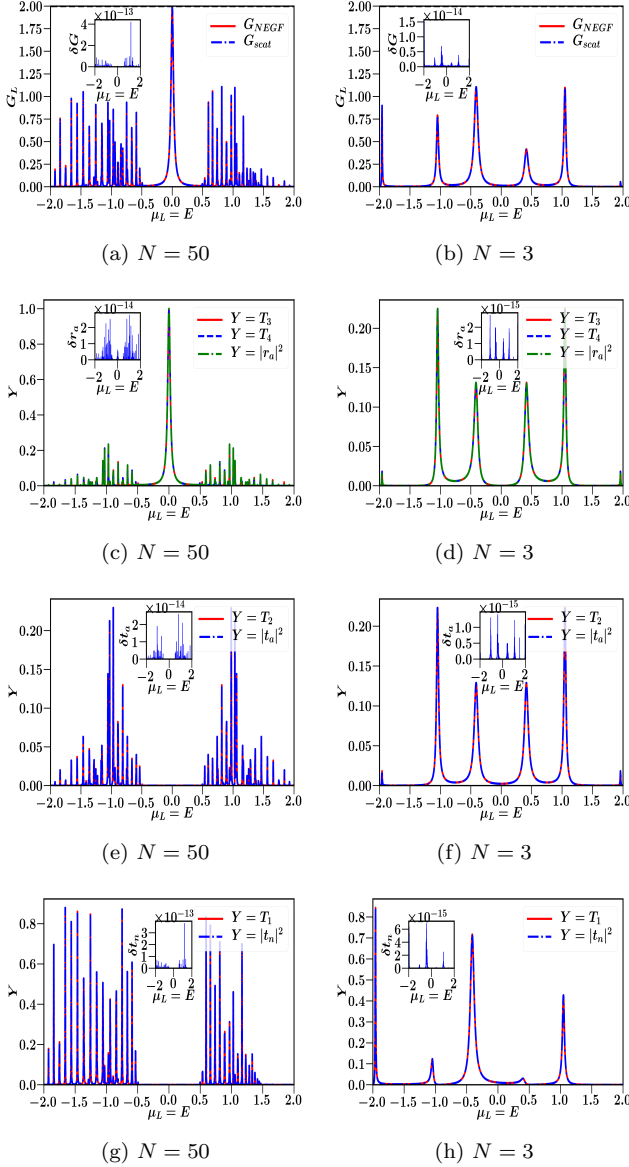 2.00
1.75
1.50
1.25
1.00
0.75
0.50
0.25
0.00
G_L
×10⁻¹³
4
2
0
δG
−2 0 2
μ_L = E
G_NEGF
G_scat
−2.0 −1.5 −1.0 −0.5 0.0 0.5 1.0 1.5 2.0
μ_L = E
(a) N = 50
2.00
1.75
1.50
1.25
1.00
0.75
0.50
0.25
0.00
G_L
×10⁻¹⁴
1.5
1.0
0.5
0.0
δG
−2 0 2
μ_L = E
G_NEGF
G_scat
−2.0 −1.5 −1.0 −0.5 0.0 0.5 1.0 1.5 2.0
μ_L = E
(b) N = 3
1.0
0.8
0.6
0.4
0.2
0.0
Y
×10⁻¹⁴
2
1
0
δr_a
−2 0 2
μ_L = E
Y = T_3
Y = T_4
Y = |r_a|²
−2.0 −1.5 −1.0 −0.5 0.0 0.5 1.0 1.5 2.0
μ_L = E
(c) N = 50
0.20
0.15
0.10
0.05
0.00
Y
×10⁻¹⁵
2
1
0
δr_a
−2 0 2
μ_L = E
Y = T_3
Y = T_4
Y = |r_a|²
−2.0 −1.5 −1.0 −0.5 0.0 0.5 1.0 1.5 2.0
μ_L = E
(d) N = 3
0.20
0.15
0.10
0.05
0.00
Y
×10⁻¹⁴
2
1
0
δt_a
−2 0 2
μ_L = E
Y = T_2
Y = |t_a|²
−2.0 −1.5 −1.0 −0.5 0.0 0.5 1.0 1.5 2.0
μ_L = E
(e) N = 50
0.20
0.15
0.10
0.05
0.00
Y
×10⁻¹⁵
1.0
0.5
0.0
δt_a
−2 0 2
μ_L = E
Y = T_2
Y = |t_a|²
−2.0 −1.5 −1.0 −0.5 0.0 0.5 1.0 1.5 2.0
μ_L = E
(f) N = 3
0.8
0.6
0.4
0.2
0.0
Y
×10⁻¹³
3
2
1
0
δt_n
−2 0 2
μ_L = E
Y = T_1
Y = |t_n|²
−2.0 −1.5 −1.0 −0.5 0.0 0.5 1.0 1.5 2.0
μ_L = E
(g) N = 50
0.8
0.7
0.6
0.5
0.4
0.3
0.2
0.1
0.0
Y
×10⁻¹⁵
6
4
2
0
δt_n
−2 0 2
μ_L = E
Y = T_1
Y = |t_n|²
−2.0 −1.5 −1.0 −0.5 0.0 0.5 1.0 1.5 2.0
μ_L = E
(h) N = 3